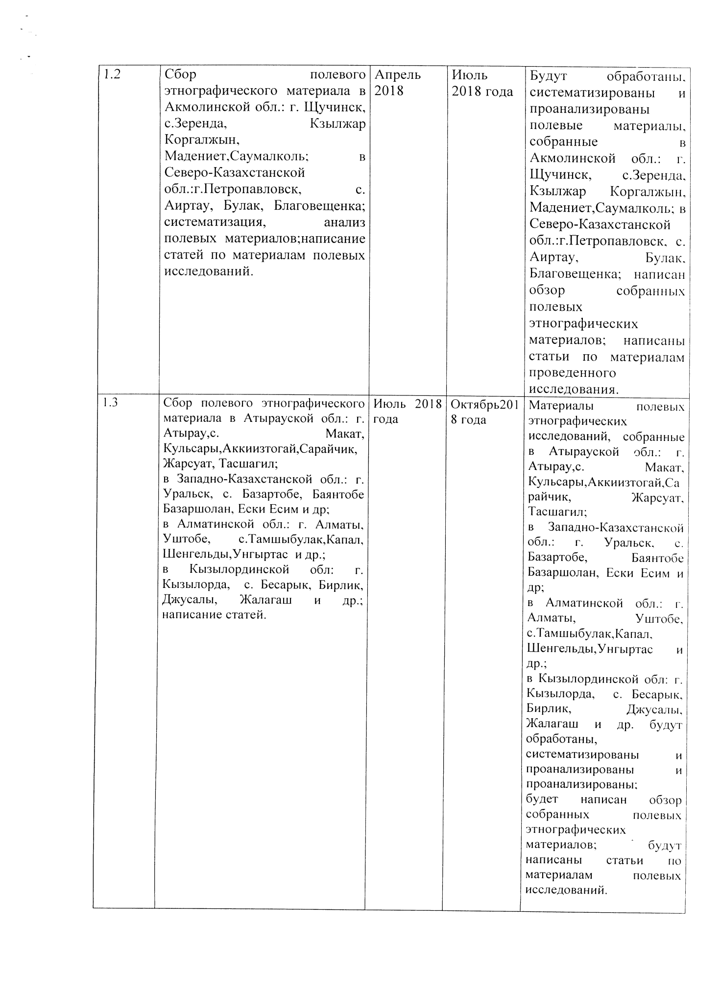 1.2
Сбор полевого
этнографического материала в
Акмолинской обл.: г. Щучинск,
с.Зеренда, Кзылжар
Коргалжын,
Мадениет,Саумалколь; в
Северо-Казахстанской
обл.:г.Петропавловск, с.
Аиртау, Булак, Благовещенка;
систематизация, анализ
полевых материалов;написание
статей по материалам полевых
исследований.
Апрель
2018
Июль
2018 года
Будут обработаны,
систематизированы и
проанализированы
полевые материалы,
собранные в
Акмолинской обл.: г.
Щучинск, с.Зеренда,
Кзылжар Коргалжын,
Мадениет,Саумалколь; в
Северо-Казахстанской
обл.:г.Петропавловск, с.
Аиртау, Булак,
Благовещенка; написан
обзор собранных
полевых
этнографических
материалов; написаны
статьи по материалам
проведенного
исследования.
1.3
Сбор полевого этнографического
материала в Атырауской обл.: г.
Атырау,с. Макат,
Кульсары,Аккиизтогай,Сарайчик,
Жарсуат, Тасшагил;
в Западно-Казахстанской обл.: г.
Уральск, с. Базартобе, Баянтобе
Базаршолан, Ески Есим и др;
в Алматинской обл.: г. Алматы,
Уштобе, с.Тамшыбулак,Капал,
Шенгельды,Унгыртас и др.;
в Кызылординской обл: г.
Кызылорда, с. Бесарык, Бирлик,
Джусалы, Жалагаш и др.;
написание статей.
Июль 2018
года
Октябрь201
8 года
Материалы полевых
этнографических
исследований, собранные
в Атырауской обл.: г.
Атырау,с. Макат,
Кульсары,Аккиизтогай,Са
райчик, Жарсуат,
Тасшагил;
в Западно-Казахстанской
обл.: г. Уральск, с.
Базартобе, Баянтобе
Базаршолан, Ески Есим и
др;
в Алматинской обл.: г.
Алматы, Уштобе,
с.Тамшыбулак,Капал,
Шенгельды,Унгыртас и
др.;
в Кызылординской обл: г.
Кызылорда, с. Бесарык,
Бирлик, Джусалы,
Жалагаш и др. будут
обработаны,
систематизированы и
проанализированы и
проанализированы;
будет написан обзор
собранных полевых
этнографических
материалов; будут
написаны статьи по
материалам полевых
исследований.